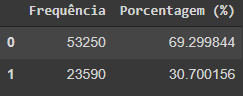 Frequência Porcentagem (%)
0 53250 69.299844
1 23590 30.700156